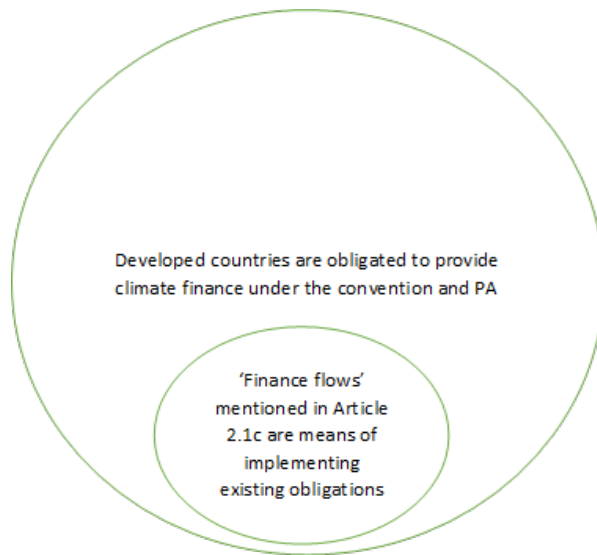 Developed countries are obligated to provide
climate finance under the convention and PA
‘Finance flows’
mentioned in Article
2.1c are means of
implementing
existing obligations